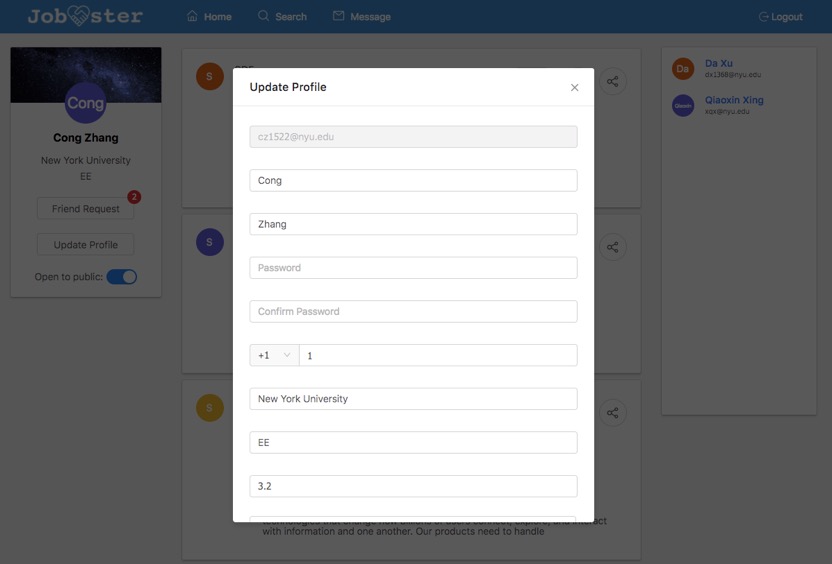 Job ster
Home
Search
Message
Logout
Cong
Cong Zhang
New York University
EE
Friend Request
2
Update Profile
Open to public:
S
S
S
Update Profile
cz1522@nyu.edu
Cong
Zhang
Password
Confirm Password
+1
1
New York University
EE
3.2
technologies that change how billions of users connect, explore, and interact
with information and one another. Our products need to handle
Da
Da Xu
dx1368@nyu.edu
Qiaoxin
Qiaoxin Xing
xqx@nyu.edu